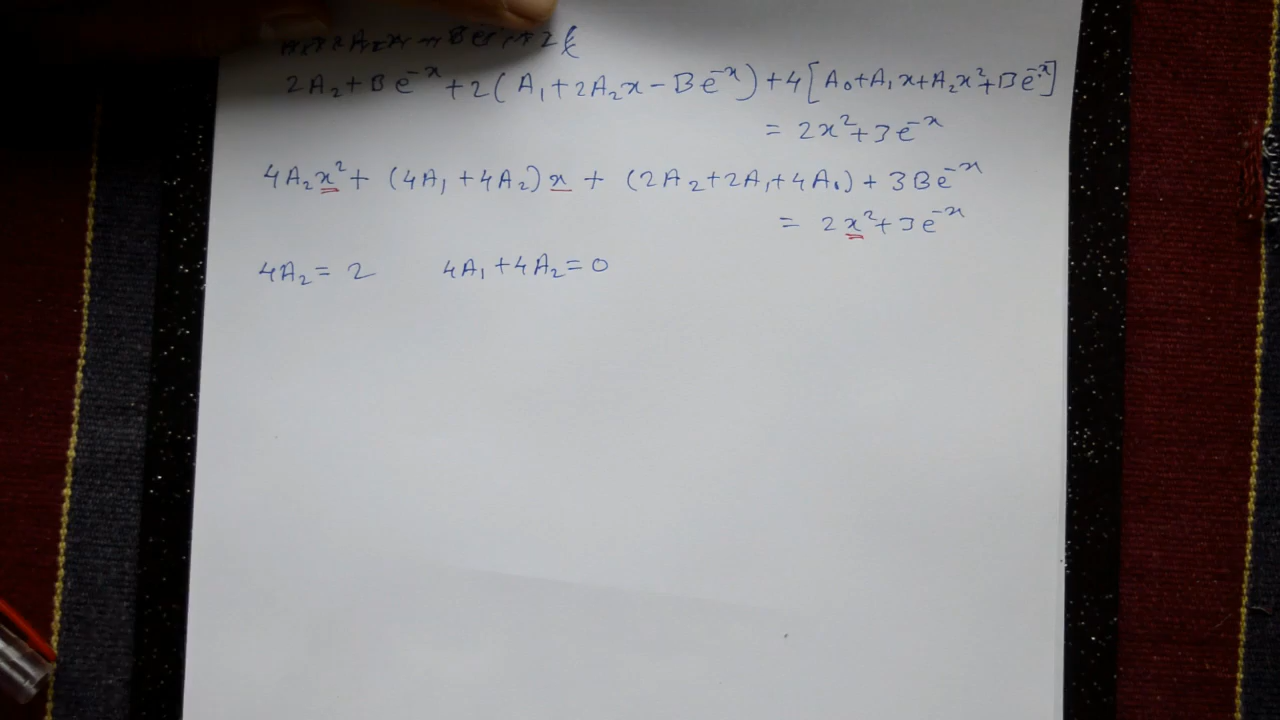 2A₂ + Be⁻ˣ + 2(A₁ + 2A₂x - Be⁻ˣ) + 4[A₀ + A₁x + A₂x² + Be⁻ˣ]
= 2x² + 3e⁻ˣ
4A₂x² + (4A₁ + 4A₂)x + (2A₂ + 2A₁ + 4A₀) + 3Be⁻ˣ
= 2x² + 3e⁻ˣ
4A₂ = 2 4A₁ + 4A₂ = 0